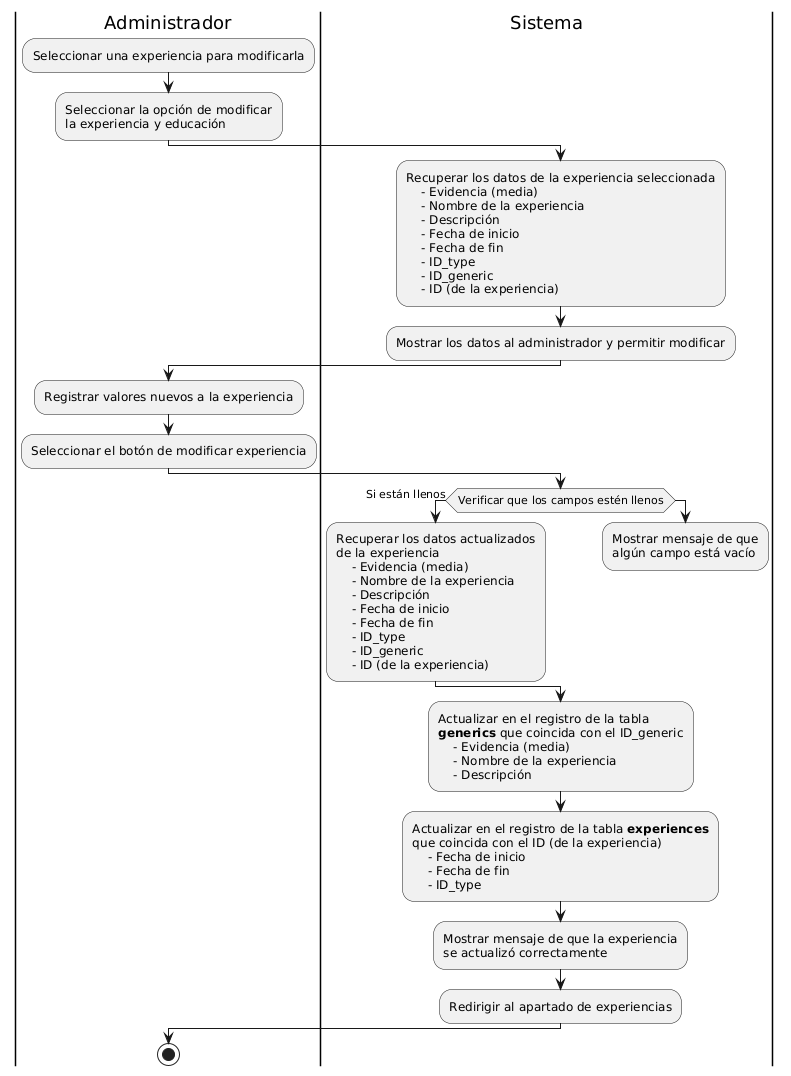 Administrador
Sistema
Seleccionar una experiencia para modificarla
Seleccionar la opción de modificar
la experiencia y educación
Recuperar los datos de la experiencia seleccionada
- Evidencia (media)
- Nombre de la experiencia
- Descripción
- Fecha de inicio
- Fecha de fin
- ID_type
- ID_generic
- ID (de la experiencia)
Mostrar los datos al administrador y permitir modificar
Registrar valores nuevos a la experiencia
Seleccionar el botón de modificar experiencia
Si están llenos
Verificar que los campos estén llenos
Recuperar los datos actualizados
de la experiencia
- Evidencia (media)
- Nombre de la experiencia
- Descripción
- Fecha de inicio
- Fecha de fin
- ID_type
- ID_generic
- ID (de la experiencia)
Mostrar mensaje de que
algún campo está vacío
Actualizar en el registro de la tabla
generics que coincida con el ID_generic
- Evidencia (media)
- Nombre de la experiencia
- Descripción
Actualizar en el registro de la tabla experiences
que coincida con el ID (de la experiencia)
- Fecha de inicio
- Fecha de fin
- ID_type
Mostrar mensaje de que la experiencia
se actualizó correctamente
Redirigir al apartado de experiencias